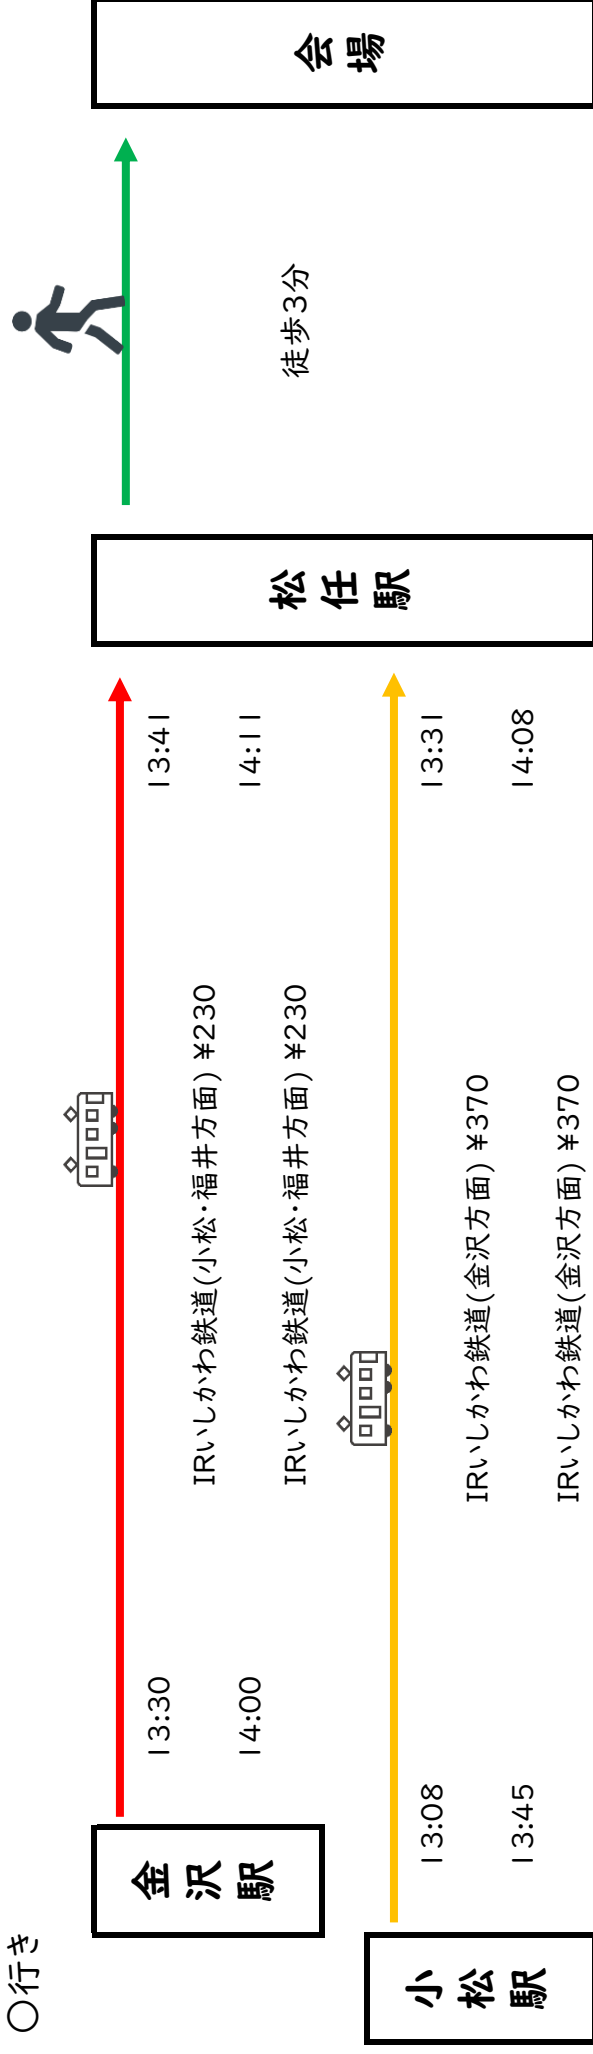 ○行き
金沢駅
13:30
IRいしかわ鉄道(小松・福井方面) ¥230
13:41
14:00
IRいしかわ鉄道(小松・福井方面) ¥230
14:11
小松駅
13:08
IRいしかわ鉄道(金沢方面) ¥370
13:31
13:45
IRいしかわ鉄道(金沢方面) ¥370
14:08
松任駅
徒歩3分
会場